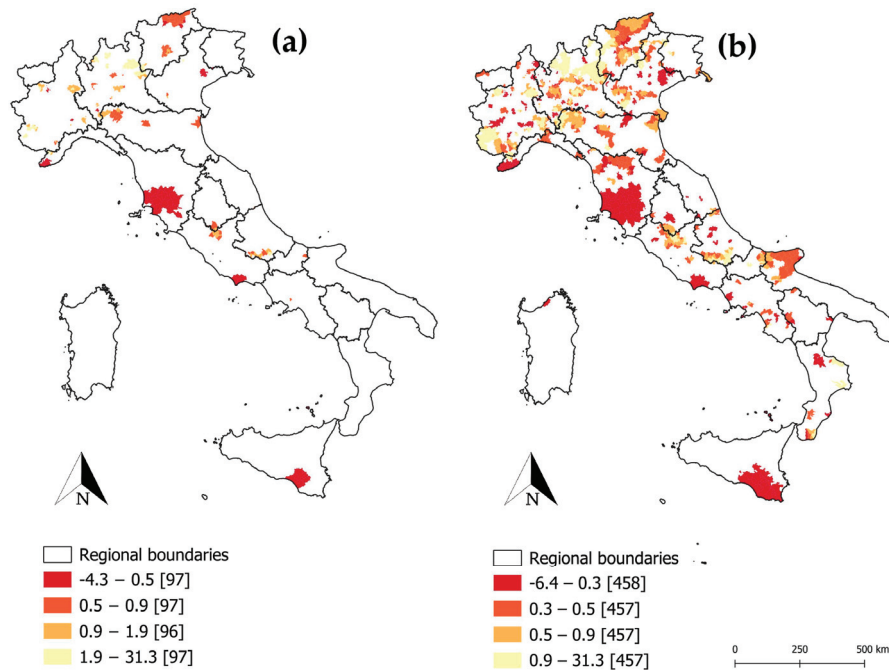 (a)
(b)
N
N
Regional boundaries
-4.3 – 0.5 [97]
0.5 – 0.9 [97]
0.9 – 1.9 [96]
1.9 – 31.3 [97]
Regional boundaries
-6.4 – 0.3 [458]
0.3 – 0.5 [457]
0.5 – 0.9 [457]
0.9 – 31.3 [457]
0 250 500 km